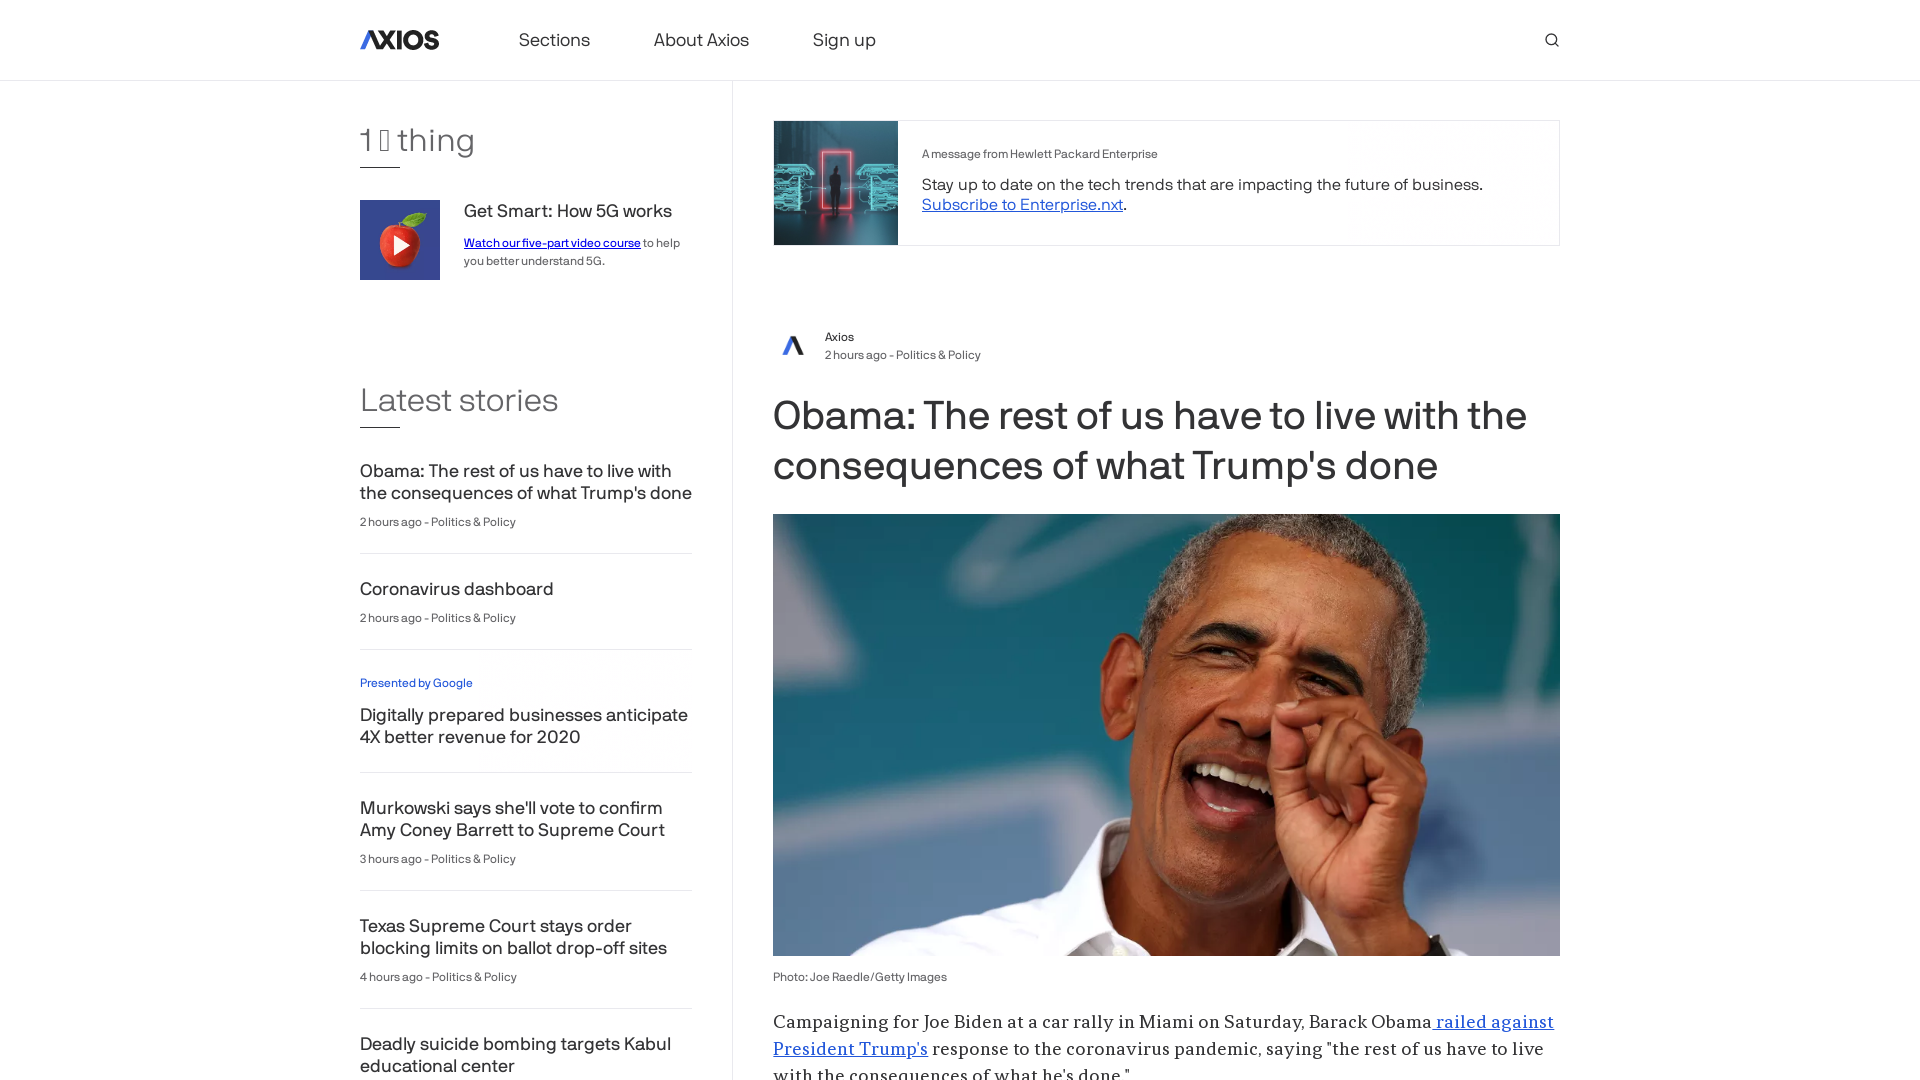 AXIOS
Sections
About Axios
Sign up
1 thing
Get Smart: How 5G works
Watch our five-part video course to help
you better understand 5G.
Latest stories
Obama: The rest of us have to live with
the consequences of what Trump's done
2 hours ago - Politics & Policy
Coronavirus dashboard
2 hours ago - Politics & Policy
Presented by Google
Digitally prepared businesses anticipate
4X better revenue for 2020
Murkowski says she'll vote to confirm
Amy Coney Barrett to Supreme Court
3 hours ago - Politics & Policy
Texas Supreme Court stays order
blocking limits on ballot drop-off sites
4 hours ago - Politics & Policy
Deadly suicide bombing targets Kabul
educational center
A message from Hewlett Packard Enterprise
Stay up to date on the tech trends that are impacting the future of business.
Subscribe to Enterprise.nxt.
Axios
2 hours ago - Politics & Policy
Obama: The rest of us have to live with the
consequences of what Trump's done
Photo: Joe Raedle/Getty Images
Campaigning for Joe Biden at a car rally in Miami on Saturday, Barack Obama railed against
President Trump's response to the coronavirus pandemic, saying "the rest of us have to live
with the consequences of what he's done."